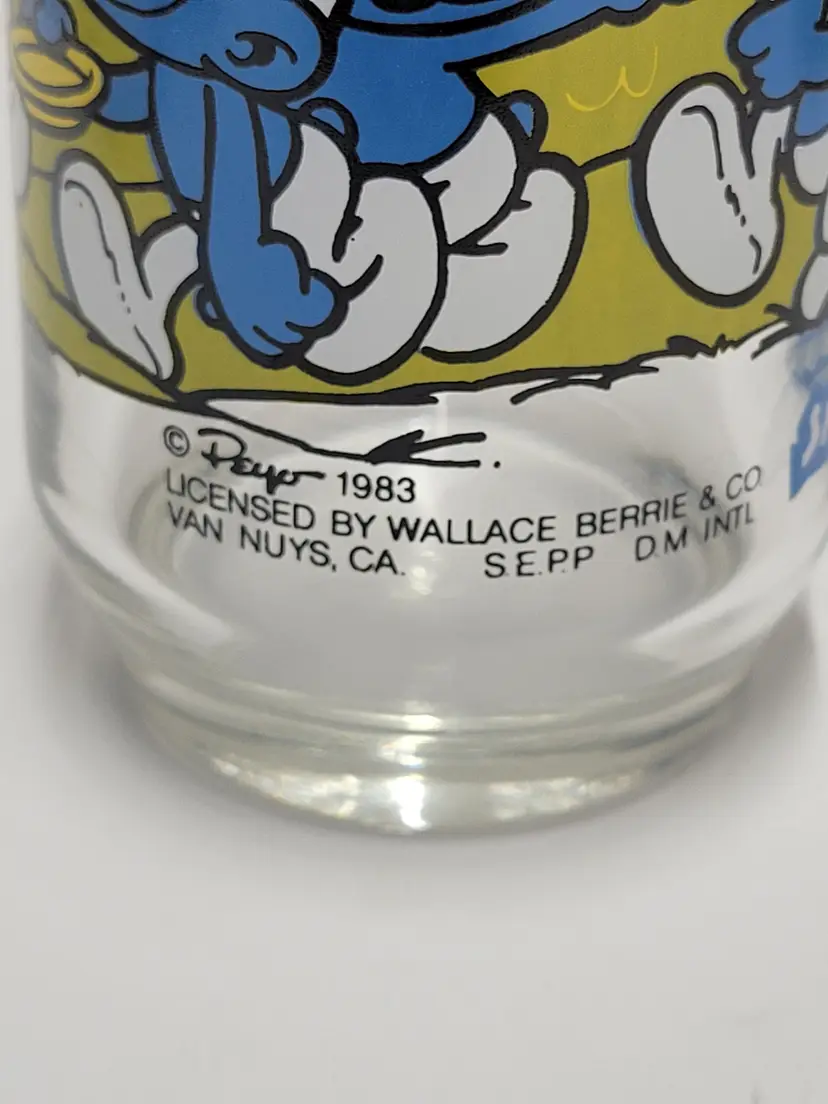 © Peyo 1983
LICENSED BY WALLACE BERRIE & CO.
VAN NUYS, CA. S.E.P.P D.M INTL